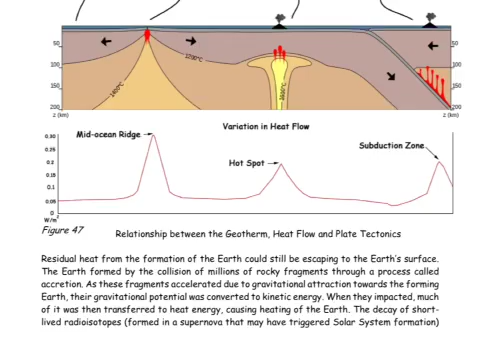 50
50
1200°C
100
100
1400°C
150
150
200
200
Z (km)
Z (km)
Variation in Heat Flow
0.30
Mid-ocean Ridge
0.25
Subduction Zone
0.2
Hot Spot
0.15
0.1
0.05
0
W/m²
Figure 47
Relationship between the Geotherm, Heat Flow and Plate Tectonics
Residual heat from the formation of the Earth could still be escaping to the Earth's surface.
The Earth formed by the collision of millions of rocky fragments through a process called
accretion. As these fragments accelerated due to gravitational attraction towards the forming
Earth, their gravitational potential was converted to kinetic energy. When they impacted, much
of it was then transferred to heat energy, causing heating of the Earth. The decay of short-
lived radioisotopes (formed in a supernova that may have triggered Solar System formation)